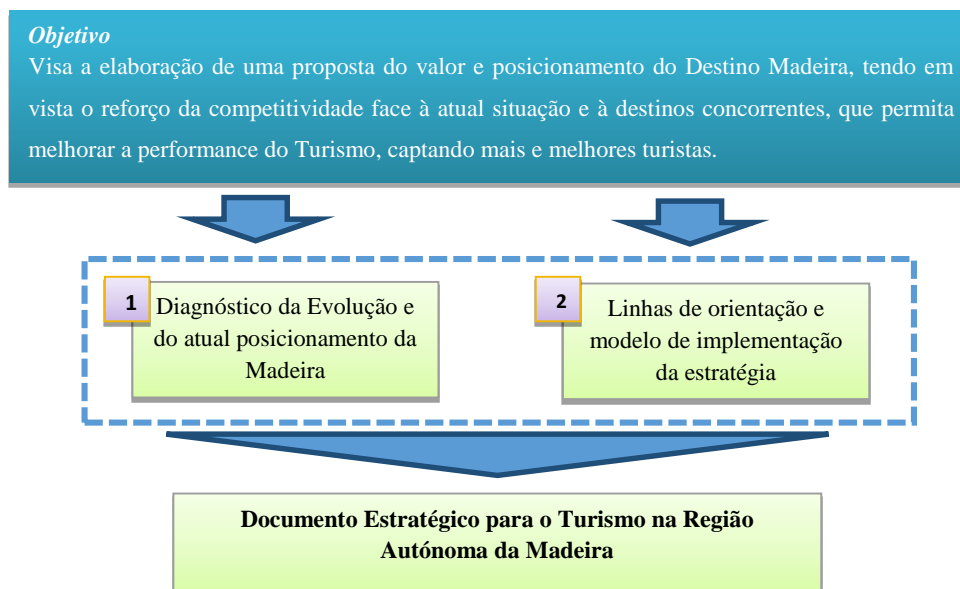 Objetivo
Visa a elaboração de uma proposta do valor e posicionamento do Destino Madeira, tendo em
vista o reforço da competitividade face à atual situação e à destinos concorrentes, que permita
melhorar a performance do Turismo, captando mais e melhores turistas.
1
Diagnóstico da Evolução e
do atual posicionamento da
Madeira
2
Linhas de orientação e
modelo de implementação
da estratégia
Documento Estratégico para o Turismo na Região
Autónoma da Madeira